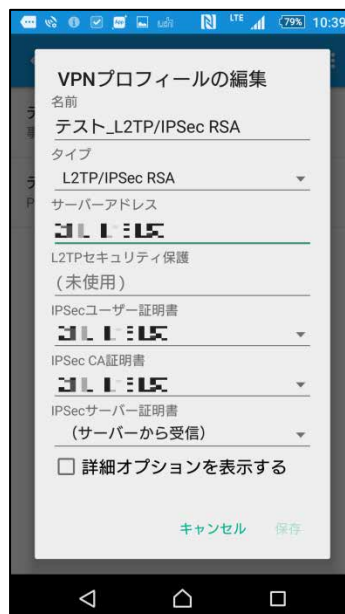 LTE 79% 10:39
VPNプロフィールの編集
名前
テスト_L2TP/IPSec RSA
タイプ
L2TP/IPSec RSA
サーバーアドレス
L2TPセキュリティ保護
(未使用)
IPSecユーザー証明書
IPSec CA証明書
IPSecサーバー証明書
(サーバーから受信)
詳細オプションを表示する
キャンセル 保存